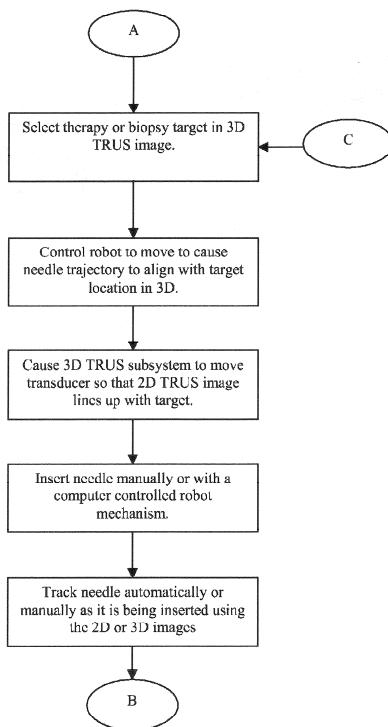 A
Select therapy or biopsy target in 3D
TRUS image.
C
Control robot to move to cause
needle trajectory to align with target
location in 3D.
Cause 3D TRUS subsystem to move
transducer so that 2D TRUS image
lines up with target.
Insert needle manually or with a
computer controlled robot
mechanism.
Track needle automatically or
manually as it is being inserted using
the 2D or 3D images
B